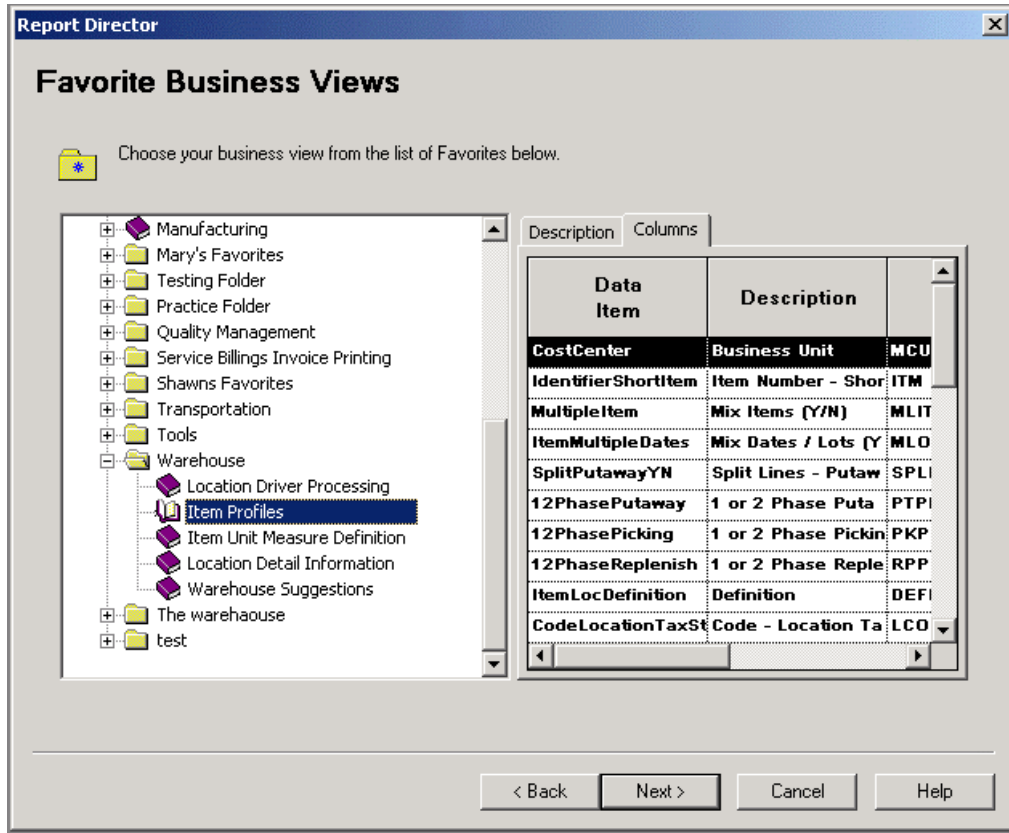 Report Director
Favorite Business Views
Choose your business view from the list of Favorites below.
Manufacturing
Mary's Favorites
Testing Folder
Practice Folder
Quality Management
Service Billings Invoice Printing
Shawns Favorites
Transportation
Tools
Warehouse
Location Driver Processing
Item Profiles
Item Unit Measure Definition
Location Detail Information
Warehouse Suggestions
The warehaouse
test
Description Columns
Data Item Description
CostCenter Business Unit MCU
IdentifierShortItem Item Number - Shor ITM
MultipleItem Mix Items (Y/N) MLIT
ItemMultipleDates Mix Dates / Lots (Y MLO
SplitPutawayYN Split Lines - Putaw SPLI
12PhasePutaway 1 or 2 Phase Puta PTPI
12PhasePicking 1 or 2 Phase Pickin PKP
12PhaseReplenish 1 or 2 Phase Reple RPP
ItemLocDefinition Definition DEFI
CodeLocationTaxSt Code - Location Ta LCO
< Back Next > Cancel Help